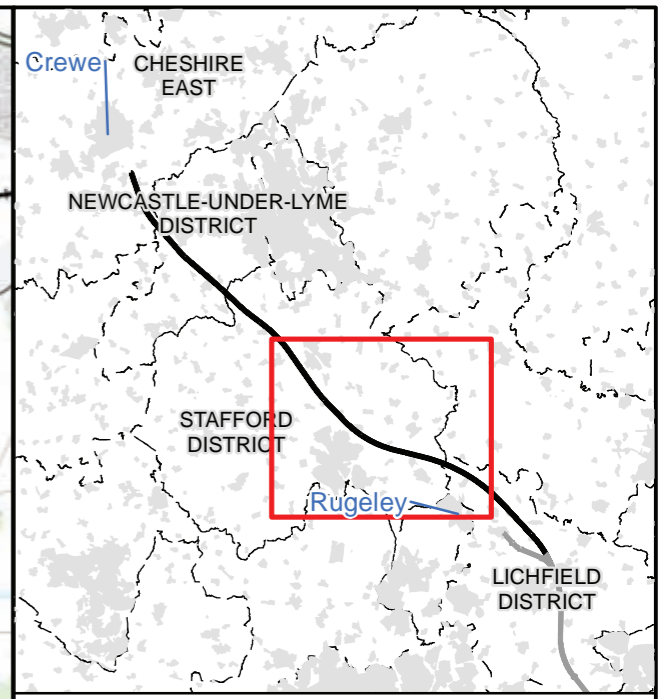 Crewe
CHESHIRE
EAST
NEWCASTLE-UNDER-LYME
DISTRICT
STAFFORD
DISTRICT
Rugeley
LICHFIELD
DISTRICT